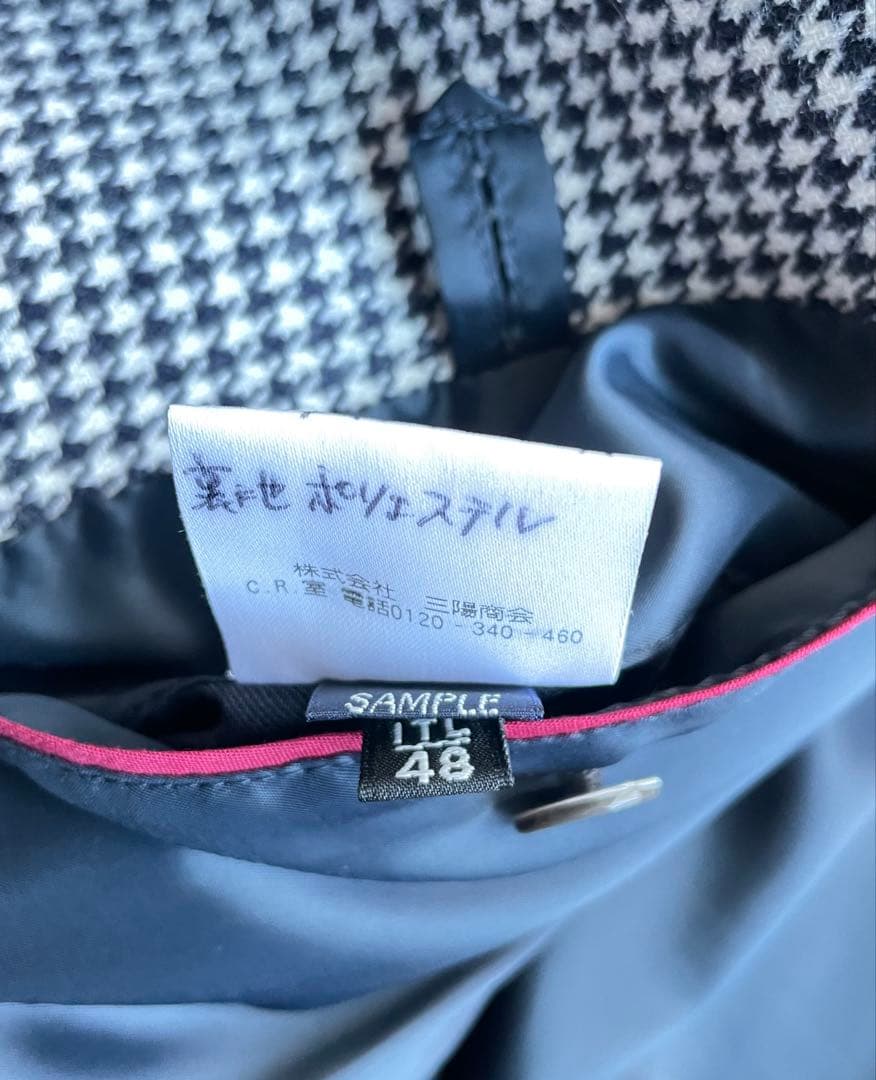 裏地 ポリエステル
株式会社 三陽商会
C.R.室 電話0120-340-460
SAMPLE
ITL
48